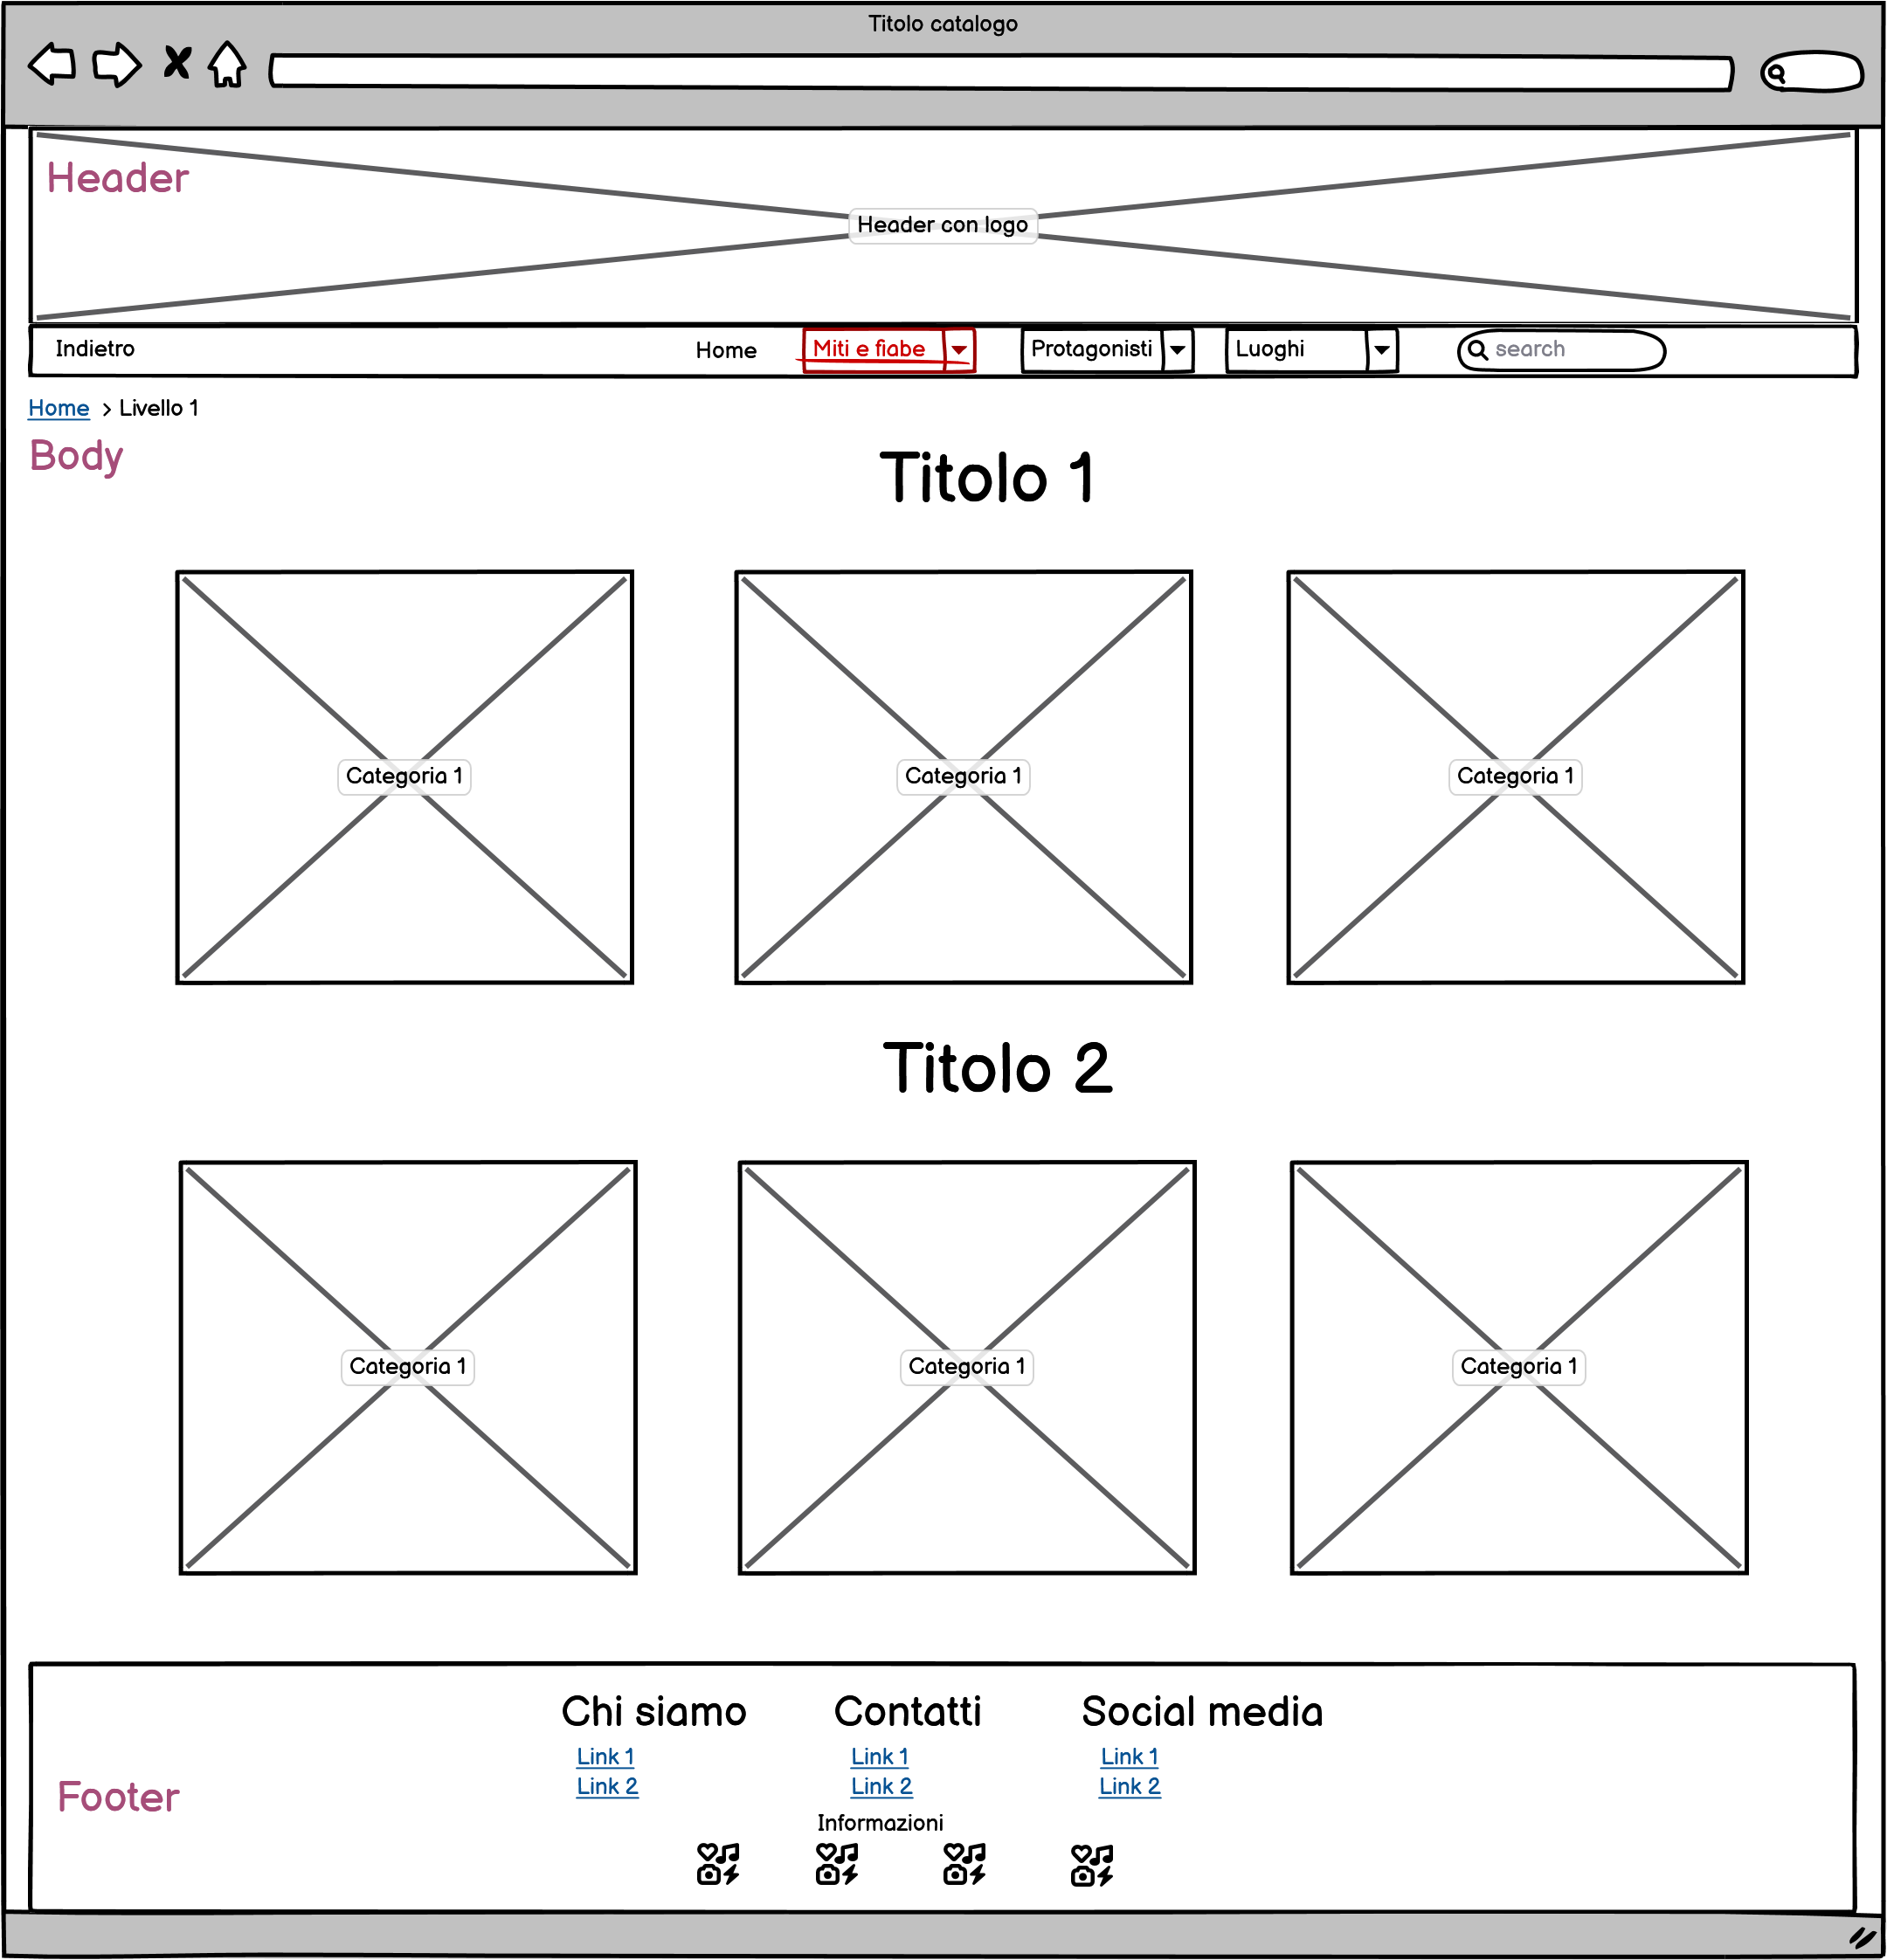 Titolo catalogo
Header
Header con logo
Indietro Home Miti e fiabe Protagonisti Luoghi search
Home > Livello 1
Body
Titolo 1
Categoria 1 Categoria 1 Categoria 1
Titolo 2
Categoria 1 Categoria 1 Categoria 1
Chi siamo Contatti Social media
Link 1 Link 1 Link 1
Link 2 Link 2 Link 2
Footer
Informazioni